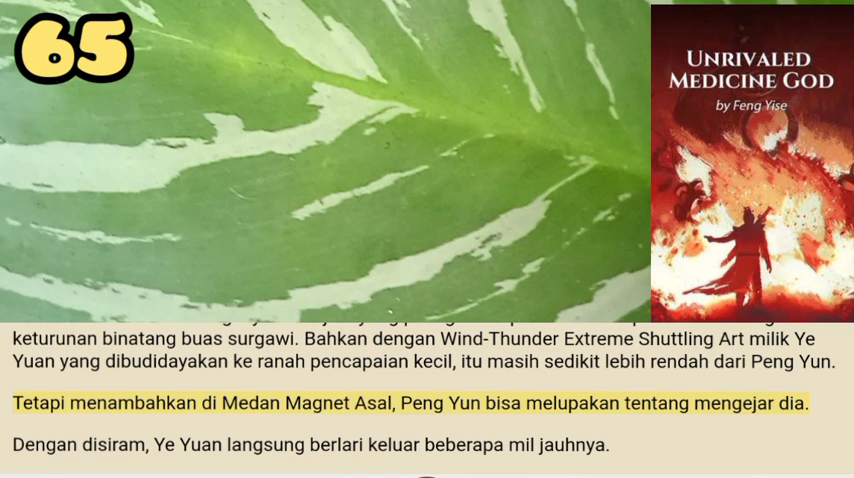 65
UNRIVALED
MEDICINE GOD
by Feng Yise
keturunan binatang buas surgawi. Bahkan dengan Wind-Thunder Extreme Shuttling Art milik Ye
Yuan yang dibudidayakan ke ranah pencapaian kecil, itu masih sedikit lebih rendah dari Peng Yun.
Tetapi menambahkan di Medan Magnet Asal, Peng Yun bisa melupakan tentang mengejar dia.
Dengan disiram, Ye Yuan langsung berlari keluar beberapa mil jauhnya.